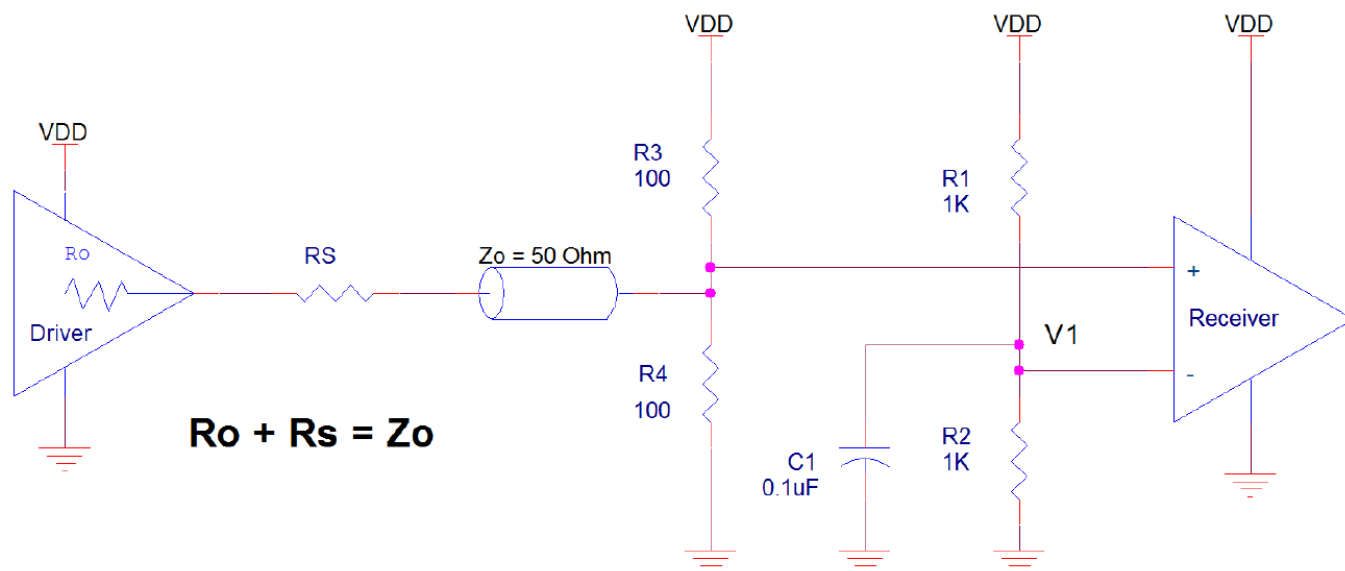 VDD
VDD
VDD
VDD
R3
100
R1
1K
Ro
RS
Zo = 50 Ohm
+
Receiver
Driver
V1
-
R4
100
R2
1K
Ro + Rs = Zo
C1
0.1uF